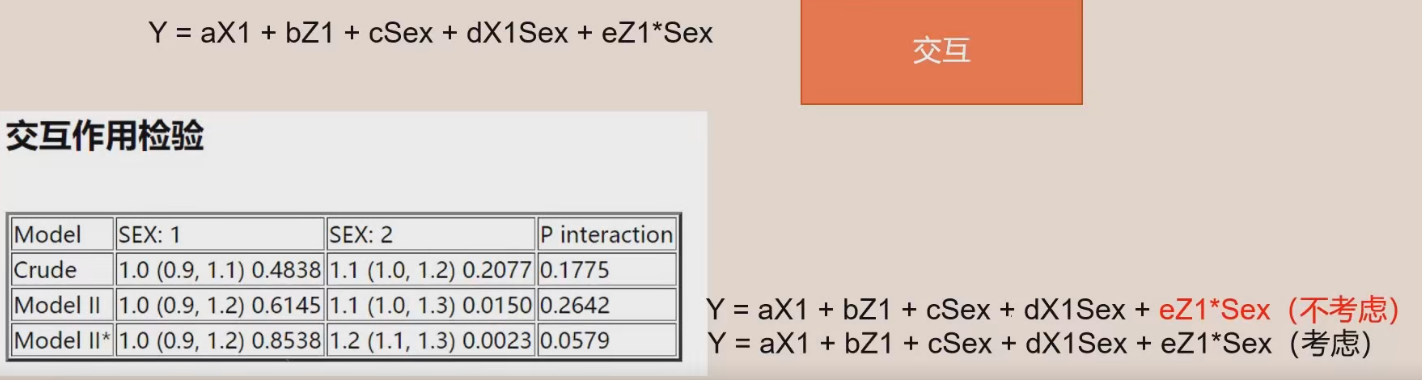 Y = aX1 + bZ1 + cSex + dX1Sex + eZ1*Sex
交互
交互作用检验
Model SEX: 1 SEX: 2 P interaction
Crude 1.0 (0.9, 1.1) 0.4838 1.1 (1.0, 1.2) 0.2077 0.1775
Model II 1.0 (0.9, 1.2) 0.6145 1.1 (1.0, 1.3) 0.0150 0.2642
Y = aX1 + bZ1 + cSex + dX1Sex + eZ1*Sex（不考虑）
Model II* 1.0 (0.9, 1.2) 0.8538 1.2 (1.1, 1.3) 0.0023 0.0579
Y = aX1 + bZ1 + cSex + dX1Sex + eZ1*Sex（考虑）